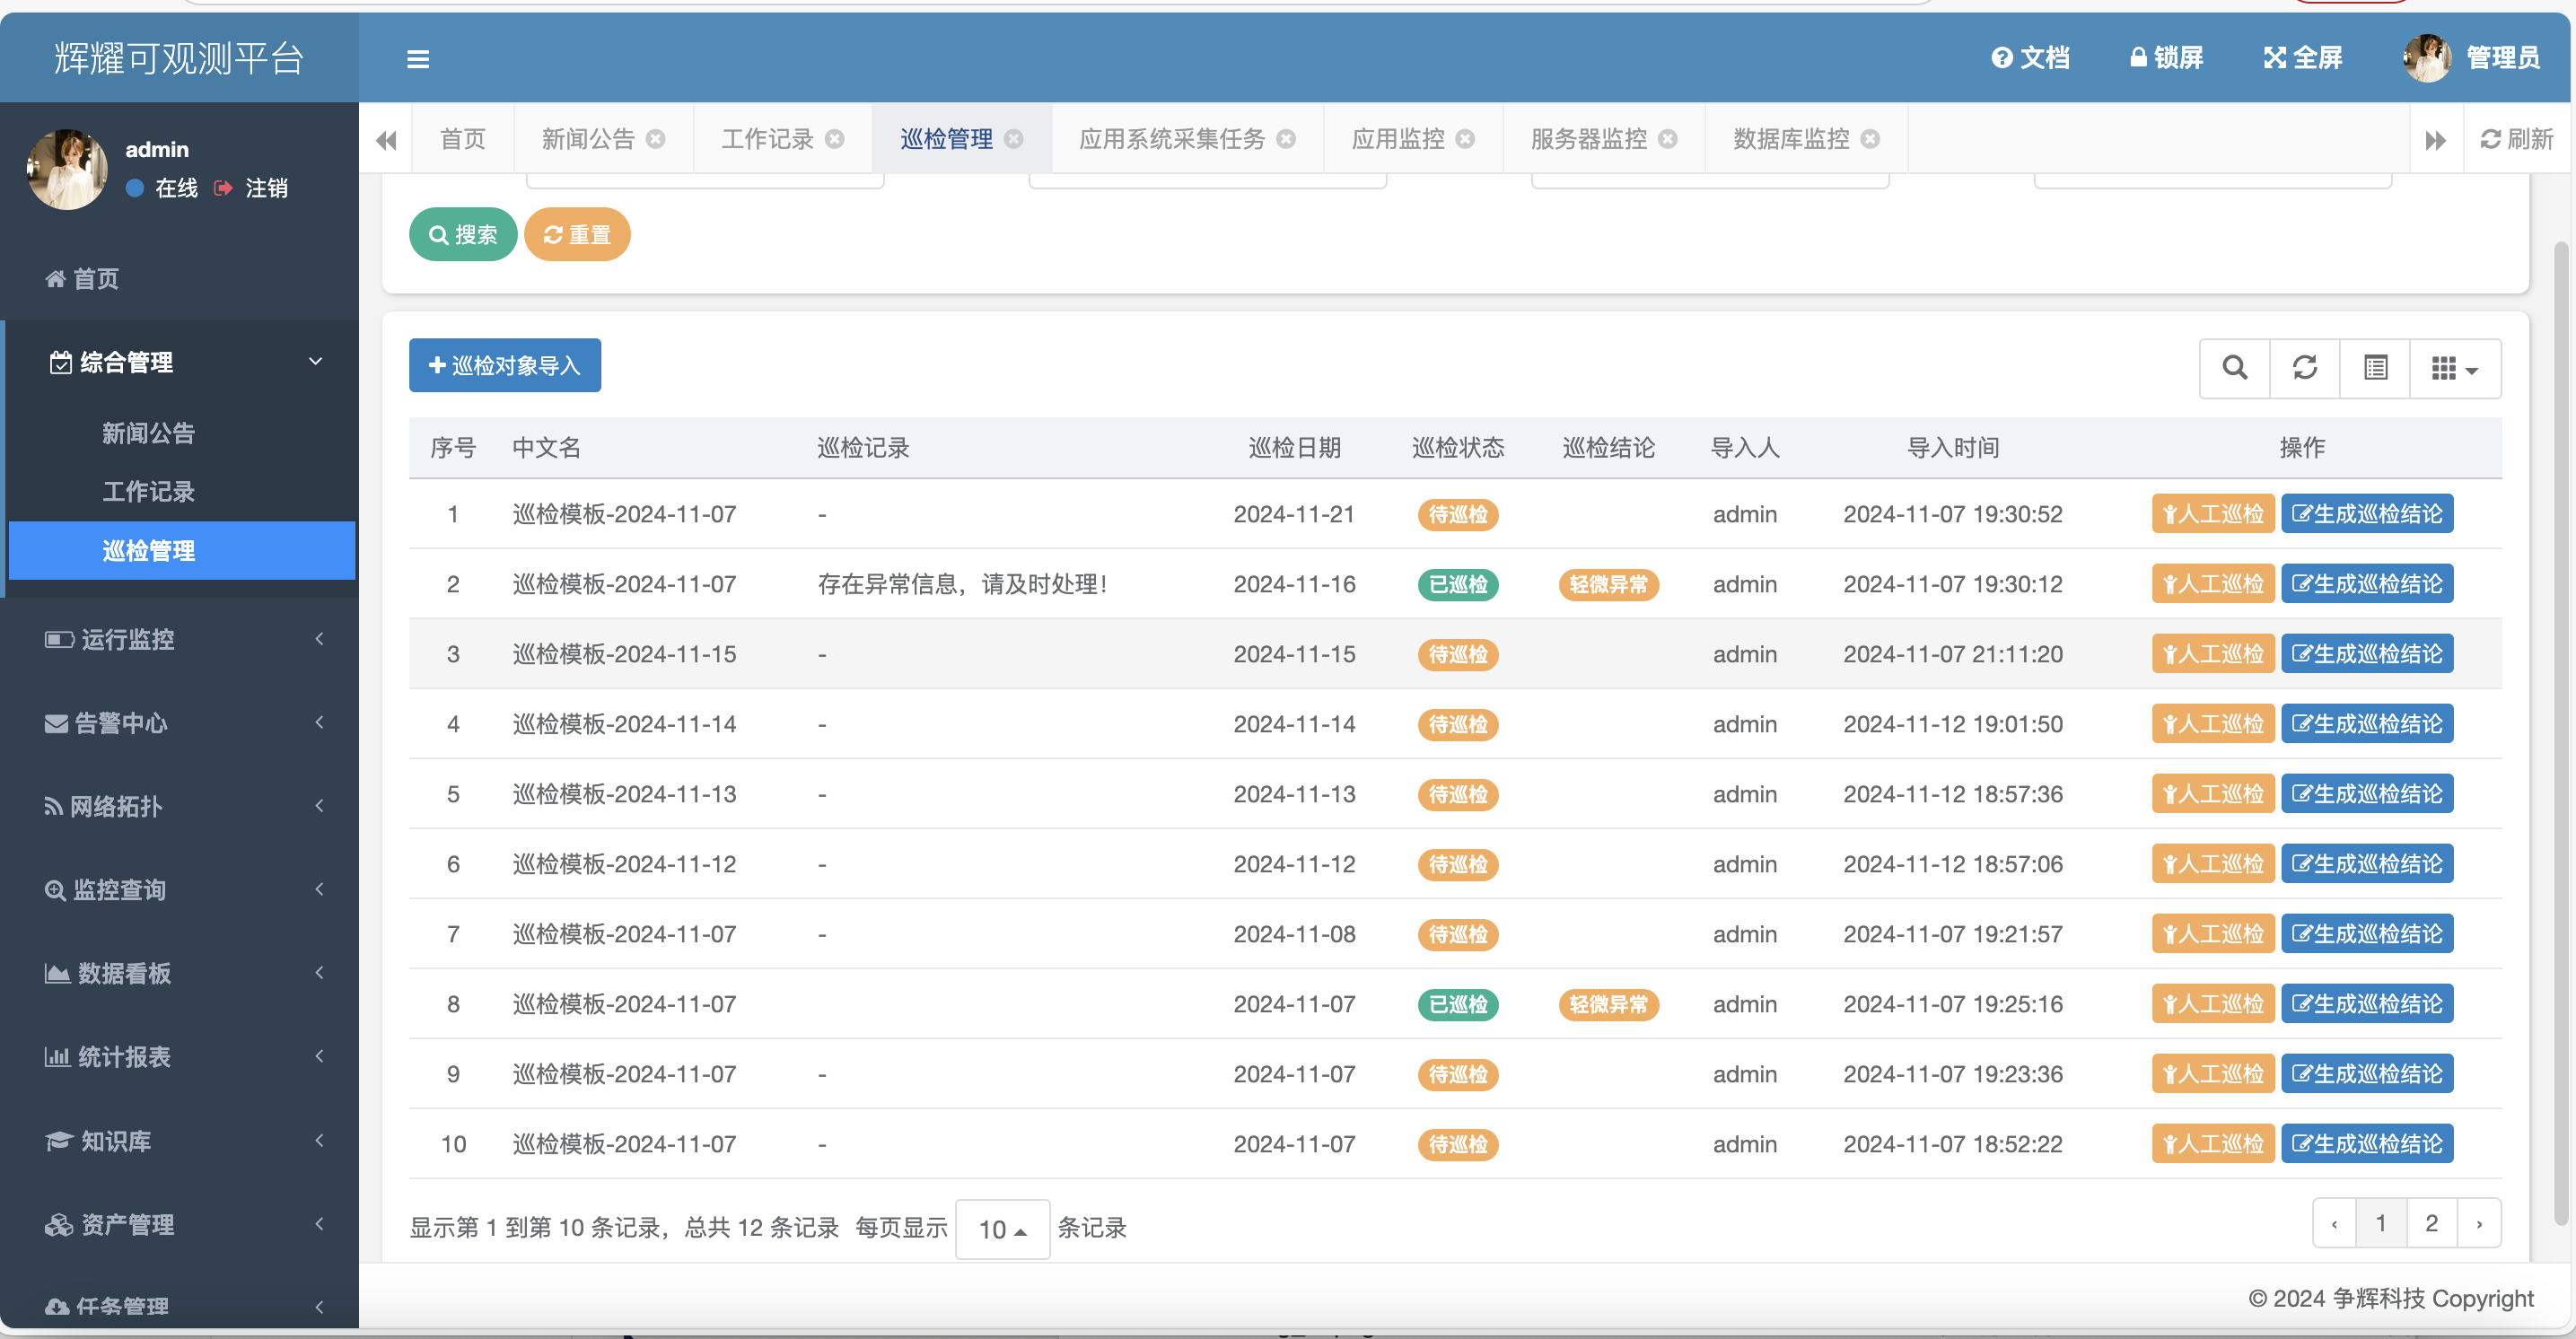 辉耀可观测平台
文档 锁屏 全屏 管理员
admin
在线 注销
首页 新闻公告 工作记录 巡检管理 应用系统采集任务 应用监控 服务器监控 数据库监控 刷新
搜索 重置
首页
综合管理
新闻公告
工作记录
巡检管理
运行监控
告警中心
网络拓扑
监控查询
数据看板
统计报表
知识库
资产管理
任务管理
巡检对象导入
序号 中文名 巡检记录 巡检日期 巡检状态 巡检结论 导入人 导入时间 操作
1 巡检模板-2024-11-07 - 2024-11-21 待巡检 admin 2024-11-07 19:30:52 人工巡检 生成巡检结论
2 巡检模板-2024-11-07 存在异常信息，请及时处理！ 2024-11-16 已巡检 轻微异常 admin 2024-11-07 19:30:12 人工巡检 生成巡检结论
3 巡检模板-2024-11-15 - 2024-11-15 待巡检 admin 2024-11-07 21:11:20 人工巡检 生成巡检结论
4 巡检模板-2024-11-14 - 2024-11-14 待巡检 admin 2024-11-12 19:01:50 人工巡检 生成巡检结论
5 巡检模板-2024-11-13 - 2024-11-13 待巡检 admin 2024-11-12 18:57:36 人工巡检 生成巡检结论
6 巡检模板-2024-11-12 - 2024-11-12 待巡检 admin 2024-11-12 18:57:06 人工巡检 生成巡检结论
7 巡检模板-2024-11-07 - 2024-11-08 待巡检 admin 2024-11-07 19:21:57 人工巡检 生成巡检结论
8 巡检模板-2024-11-07 2024-11-07 已巡检 轻微异常 admin 2024-11-07 19:25:16 人工巡检 生成巡检结论
9 巡检模板-2024-11-07 - 2024-11-07 待巡检 admin 2024-11-07 19:23:36 人工巡检 生成巡检结论
10 巡检模板-2024-11-07 - 2024-11-07 待巡检 admin 2024-11-07 18:52:22 人工巡检 生成巡检结论
显示第 1 到第 10 条记录，总共 12 条记录 每页显示 10 条记录 ‹ 1 2 ›
© 2024 争辉科技 Copyright